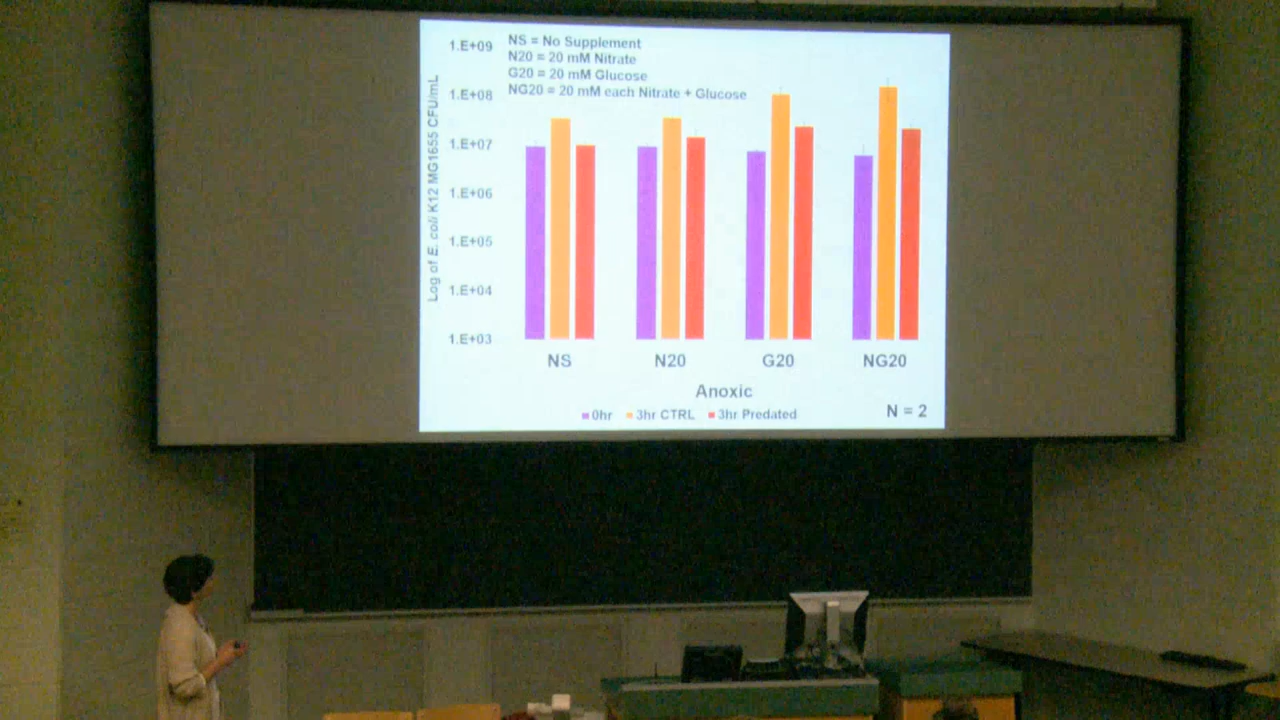 NS = No Supplement
N20 = 20 mM Nitrate
G20 = 20 mM Glucose
NG20 = 20 mM each Nitrate + Glucose
Log of E. coli K12 MG1655 CFU/mL
1.E+09
1.E+08
1.E+07
1.E+06
1.E+05
1.E+04
1.E+03
NS N20 G20 NG20
Anoxic
0hr 3hr CTRL 3hr Predated
N = 2